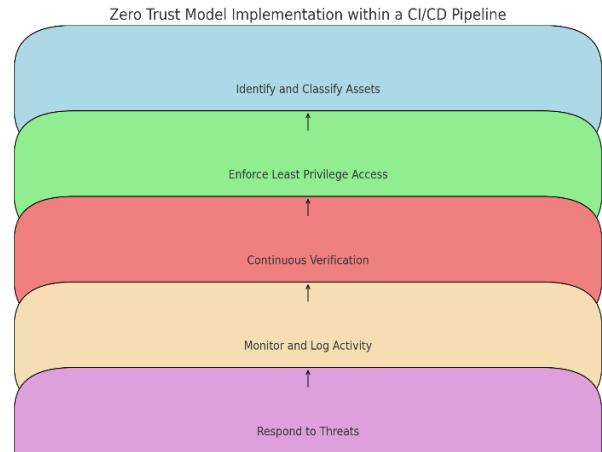 Zero Trust Model Implementation within a CI/CD Pipeline
Identify and Classify Assets
Enforce Least Privilege Access
Continuous Verification
Monitor and Log Activity
Respond to Threats